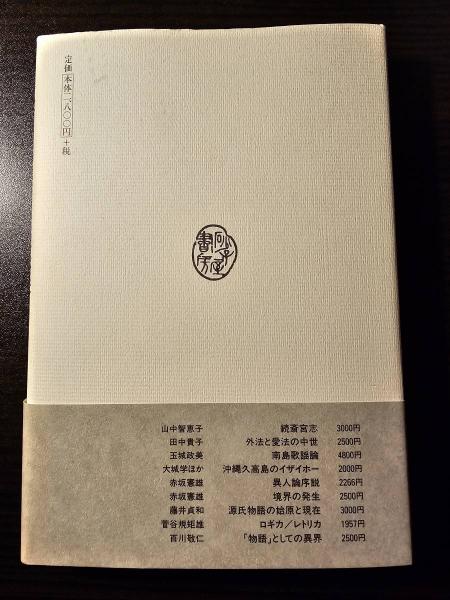 定価 本体二、八〇〇円 +税
砂子屋
書房
山中智恵子 続斎宮志 3000円
田中貴子 外法と愛法の中世 2500円
玉城政美 南島歌謡論 4800円
大城学ほか 沖縄久高島のイザイホー 2000円
赤坂憲雄 異人論序説 2266円
赤坂憲雄 境界の発生 2500円
藤井貞和 源氏物語の始原と現在 3000円
菅谷規矩雄 ロギカ/レトリカ 1957円
百川敬仁 「物語」としての異界 2500円